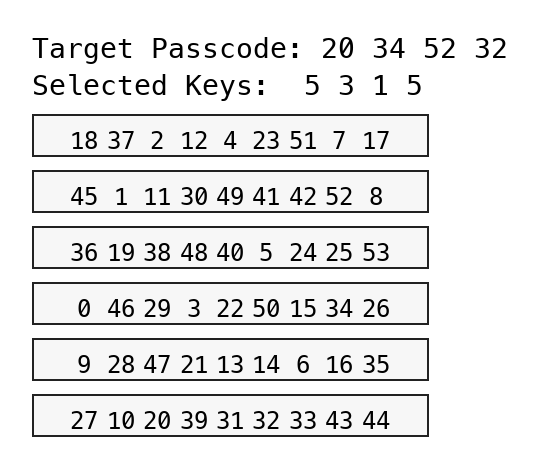 Target Passcode: 20 34 52 32
Selected Keys: 5 3 1 5
18 37 2 12 4 23 51 7 17
45 1 11 30 49 41 42 52 8
36 19 38 48 40 5 24 25 53
0 46 29 3 22 50 15 34 26
9 28 47 21 13 14 6 16 35
27 10 20 39 31 32 33 43 44